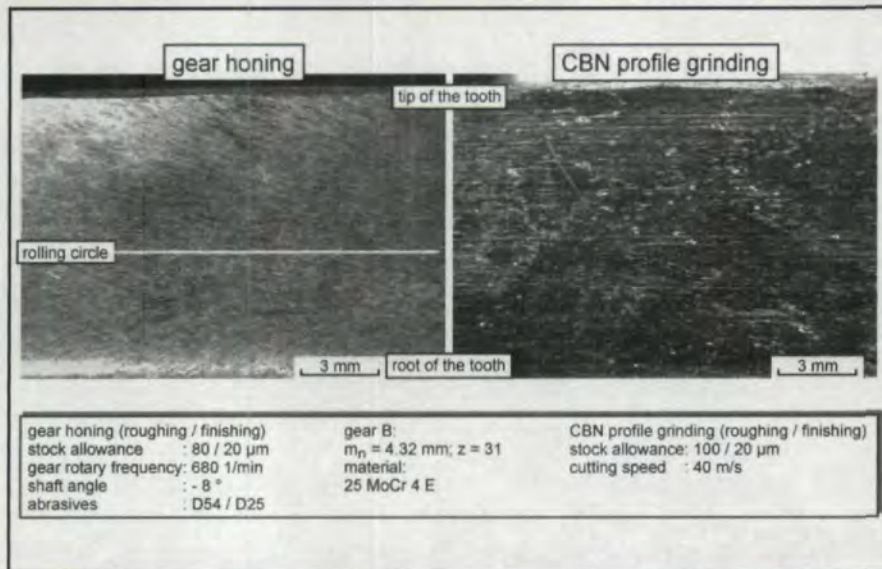 gear honing
CBN profile grinding
tip of the tooth
rolling circle
root of the tooth
3 mm
3 mm
gear honing (roughing / finishing)
stock allowance : 80 / 20 µm
gear rotary frequency: 680 1/min
shaft angle : - 8 °
abrasives : D54 / D25
gear B:
mn = 4.32 mm; z = 31
material:
25 MoCr 4 E
CBN profile grinding (roughing / finishing)
stock allowance: 100 / 20 µm
cutting speed : 40 m/s